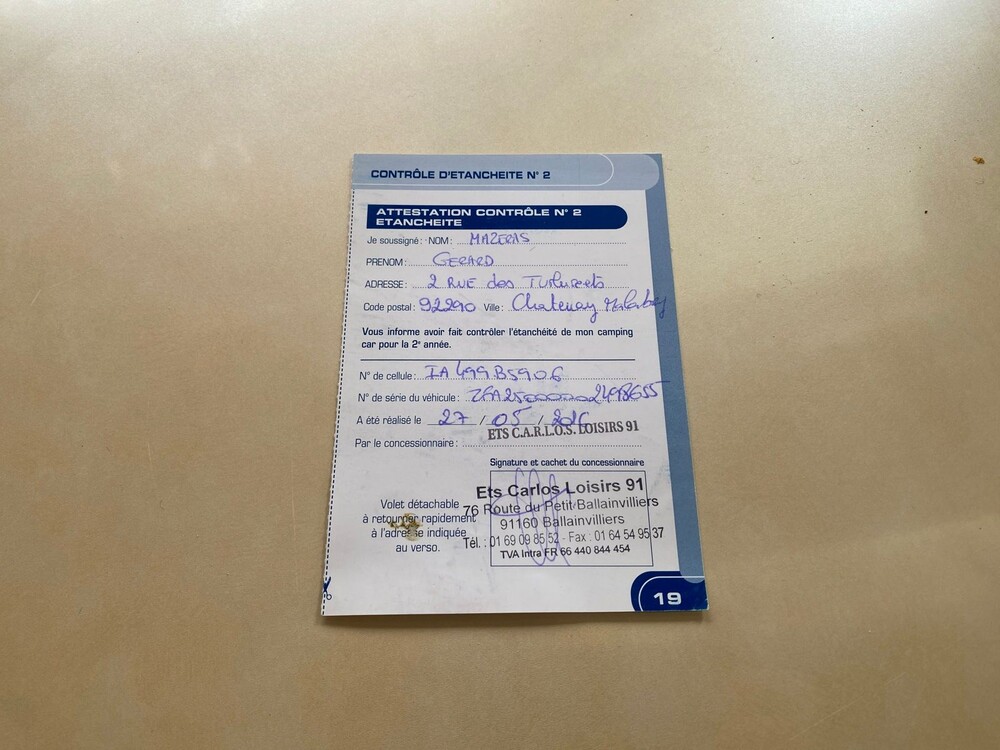 CONTRÔLE D'ETANCHEITE N° 2
ATTESTATION CONTRÔLE N° 2
ETANCHEITE
Je soussigné : NOM : MAZERAS
PRENOM : GERARD
ADRESSE : 2 RUE des
Code postal : 92290 Ville : Chatenay Malabry
Vous informe avoir fait contrôler l'étanchéité de mon camping
car pour la 2e année.
N° de cellule : IA499B5906
N° de série du véhicule :
A été réalisé le 27 / 05 / 2016
Par le concessionnaire : ETS C.A.R.L.O.S. LOISIRS 91
Signature et cachet du concessionnaire
Ets Carlos Loisirs 91
76 Route du Petit Ballainvilliers
91160 Ballainvilliers
Tél. : 01 69 09 85 52 - Fax : 01 64 54 95 37
TVA Intra FR 66 440 844 454
Volet détachable
à retourner rapidement
à l'adresse indiquée
au verso.
19